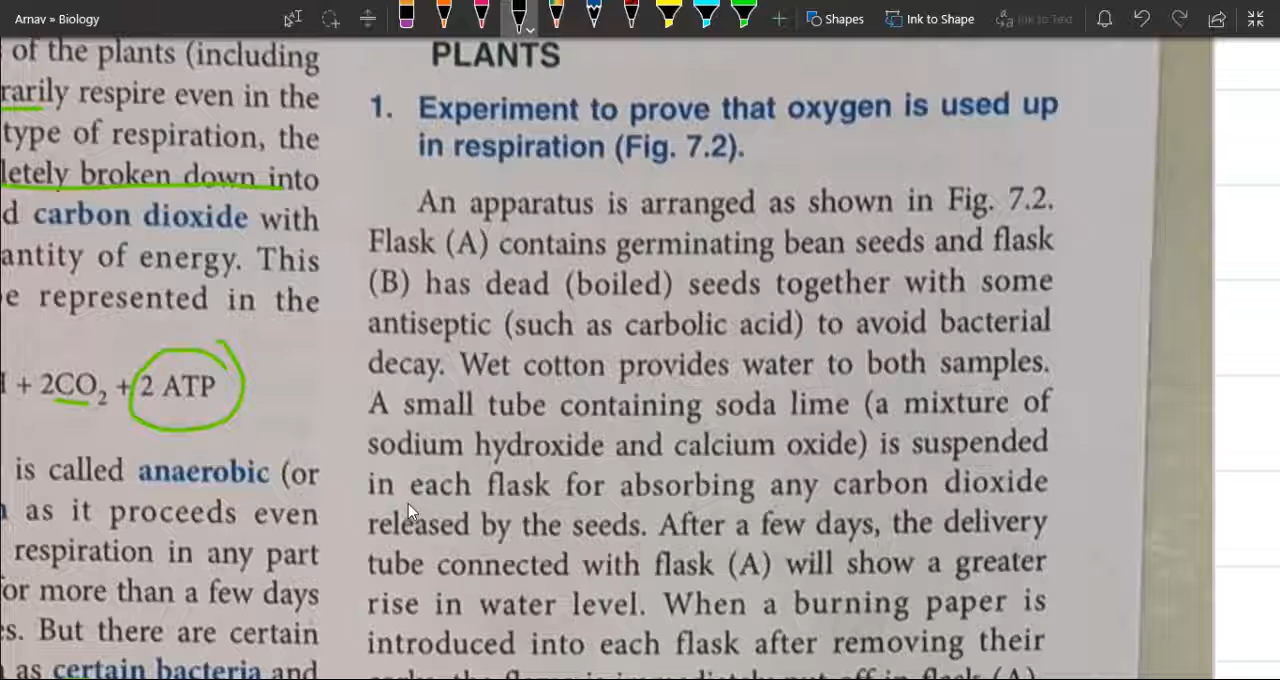 Arnav » Biology
Shapes
Ink to Shape
Ink to Text
of the plants (including
rarily respire even in the
type of respiration, the
letely broken down into
d carbon dioxide with
antity of energy. This
e represented in the
+ 2CO₂ + 2 ATP
is called anaerobic (or
as it proceeds even
respiration in any part
for more than a few days
s. But there are certain
as certain bacteria and
PLANTS
1. Experiment to prove that oxygen is used up
in respiration (Fig. 7.2).
An apparatus is arranged as shown in Fig. 7.2.
Flask (A) contains germinating bean seeds and flask
(B) has dead (boiled) seeds together with some
antiseptic (such as carbolic acid) to avoid bacterial
decay. Wet cotton provides water to both samples.
A small tube containing soda lime (a mixture of
sodium hydroxide and calcium oxide) is suspended
in each flask for absorbing any carbon dioxide
released by the seeds. After a few days, the delivery
tube connected with flask (A) will show a greater
rise in water level. When a burning paper is
introduced into each flask after removing their